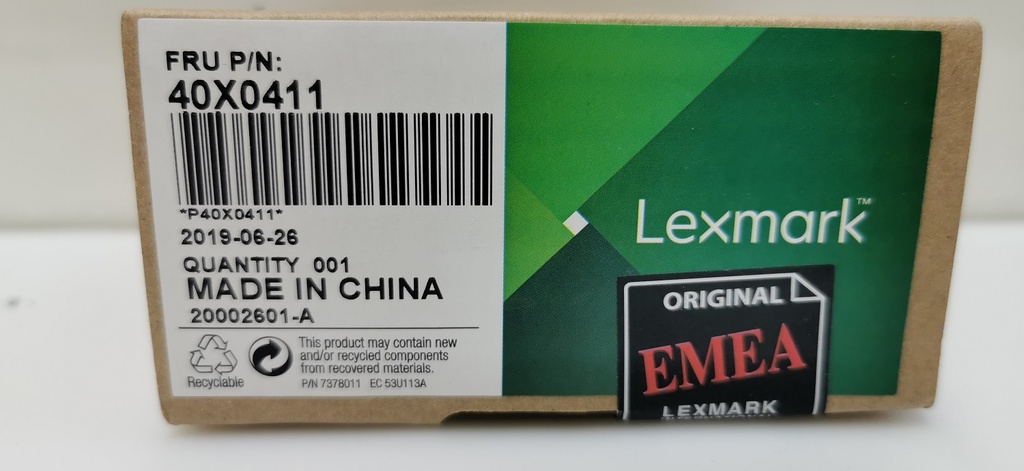 FRU P/N:
40X0411
*P40X0411*
2019-06-26
QUANTITY 001
MADE IN CHINA
20002601-A
Recyclable
This product may contain new
and/or recycled components
from recovered materials.
P/N 7378011 EC 53U113A
Lexmark™
ORIGINAL
EMEA
LEXMARK